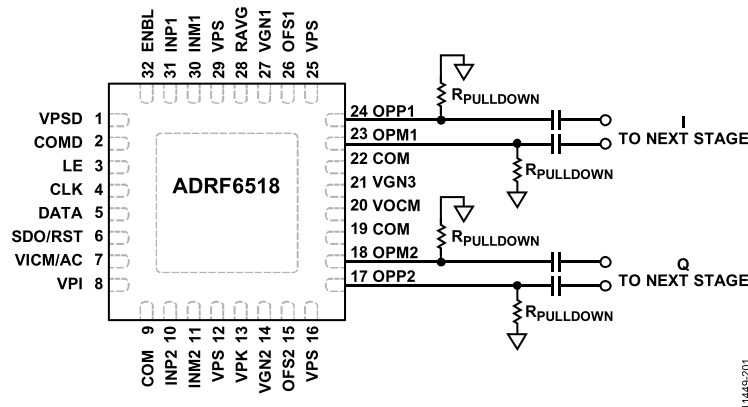 32 ENBL
31 INP1
30 INM1
29 VPS
28 RAVG
27 VGN1
26 OFS1
25 VPS
VPSD 1
COMD 2
LE 3
CLK 4
DATA 5
SDO/RST 6
VICM/AC 7
VPI 8
ADRF6518
24 OPP1
23 OPM1
22 COM
21 VGN3
20 VOCM
19 COM
18 OPM2
17 OPP2
COM 9
INP2 10
INM2 11
VPS 12
VPK 13
VGN2 14
OFS2 15
VPS 16
RPULLDOWN
I
TO NEXT STAGE
RPULLDOWN
RPULLDOWN
Q
TO NEXT STAGE
RPULLDOWN
11449-201